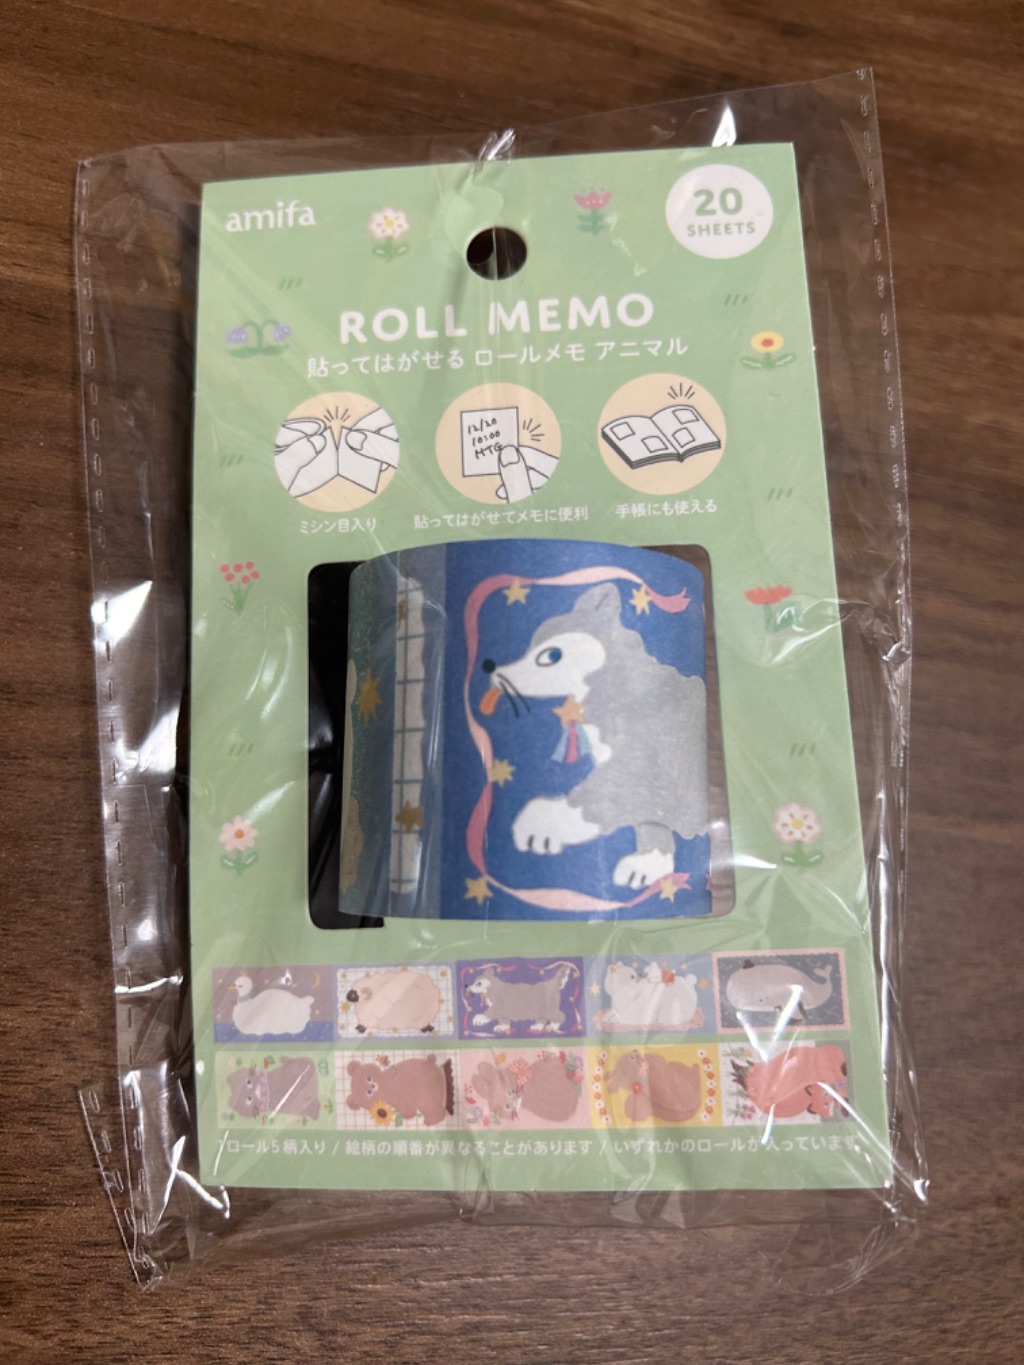 amifa
20
SHEETS
ROLL MEMO
貼ってはがせる ロールメモ アニマル
12/20
10:00
MTG
ミシン目入り
貼ってはがせてメモに便利
手帳にも使える
1ロール5柄入り / 絵柄の順番が異なることがあります / いずれかのロールが入っています